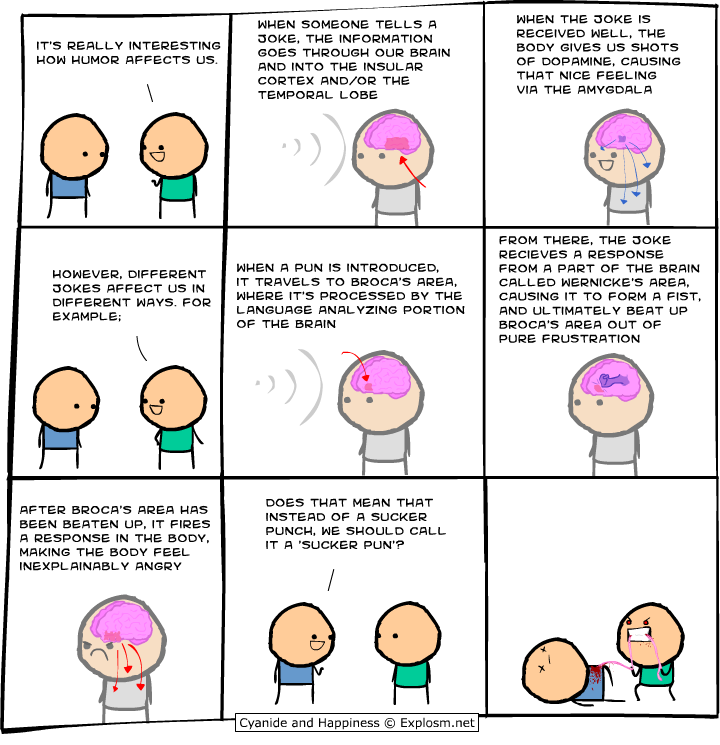 IT'S REALLY INTERESTING
HOW HUMOR AFFECTS US.
WHEN SOMEONE TELLS A
JOKE, THE INFORMATION
GOES THROUGH OUR BRAIN
AND INTO THE INSULAR
CORTEX AND/OR THE
TEMPORAL LOBE
WHEN THE JOKE IS
RECEIVED WELL, THE
BODY GIVES US SHOTS
OF DOPAMINE, CAUSING
THAT NICE FEELING
VIA THE AMYGDALA
HOWEVER, DIFFERENT
JOKES AFFECT US IN
DIFFERENT WAYS. FOR
EXAMPLE;
WHEN A PUN IS INTRODUCED,
IT TRAVELS TO BROCA'S AREA,
WHERE IT'S PROCESSED BY THE
LANGUAGE ANALYZING PORTION
OF THE BRAIN
FROM THERE, THE JOKE
RECIEVES A RESPONSE
FROM A PART OF THE BRAIN
CALLED WERNICKE'S AREA,
CAUSING IT TO FORM A FIST,
AND ULTIMATELY BEAT UP
BROCA'S AREA OUT OF
PURE FRUSTRATION
AFTER BROCA'S AREA HAS
BEEN BEATEN UP, IT FIRES
A RESPONSE IN THE BODY,
MAKING THE BODY FEEL
INEXPLAINABLY ANGRY
DOES THAT MEAN THAT
INSTEAD OF A SUCKER
PUNCH, WE SHOULD CALL
IT A 'SUCKER PUN'?
Cyanide and Happiness © Explosm.net